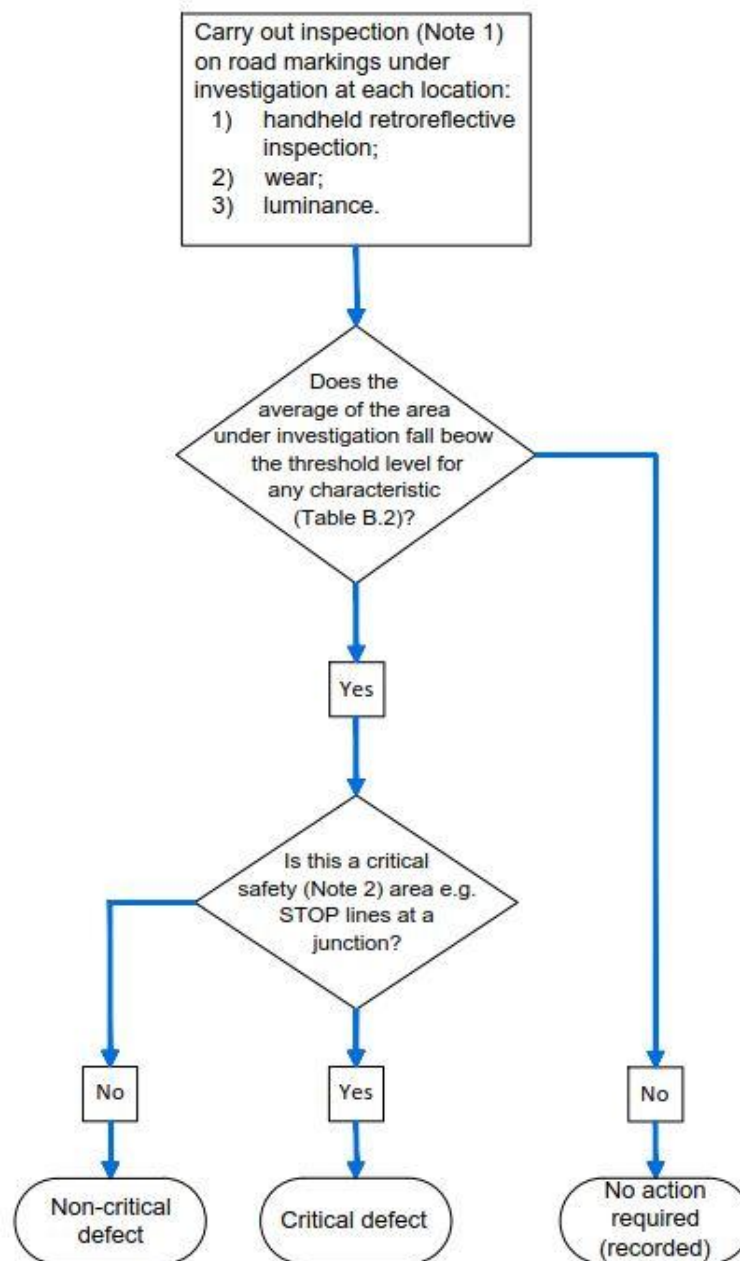 Carry out inspection (Note 1)
on road markings under
investigation at each location:
1) handheld retroreflective
inspection;
2) wear;
3) luminance.
Does the
average of the area
under investigation fall beow
the threshold level for
any characteristic
(Table B.2)?
Yes
Is this a critical
safety (Note 2) area e.g.
STOP lines at a
junction?
No
Yes
No
Non-critical
defect
Critical defect
No action
required
(recorded)